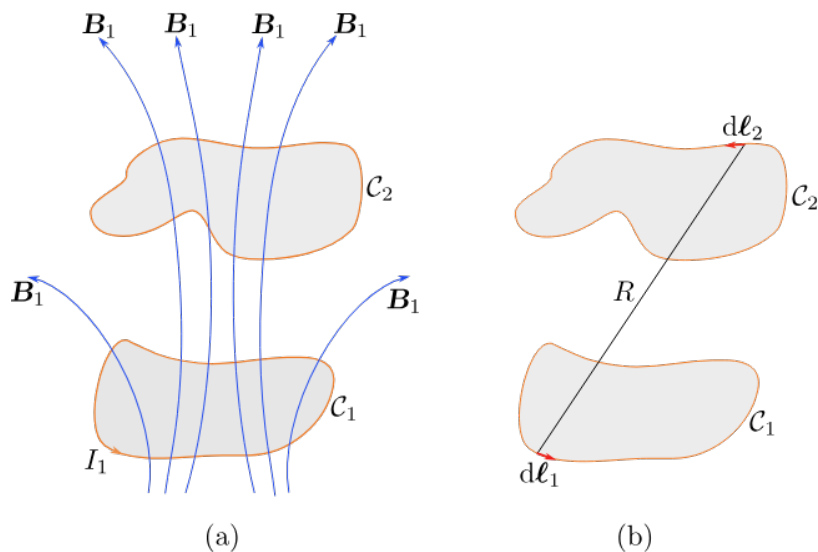 B₁ B₁ B₁ B₁
dℓ₂
C₂ C₂
B₁ B₁ R
C₁ C₁
I₁ dℓ₁
(a) (b)